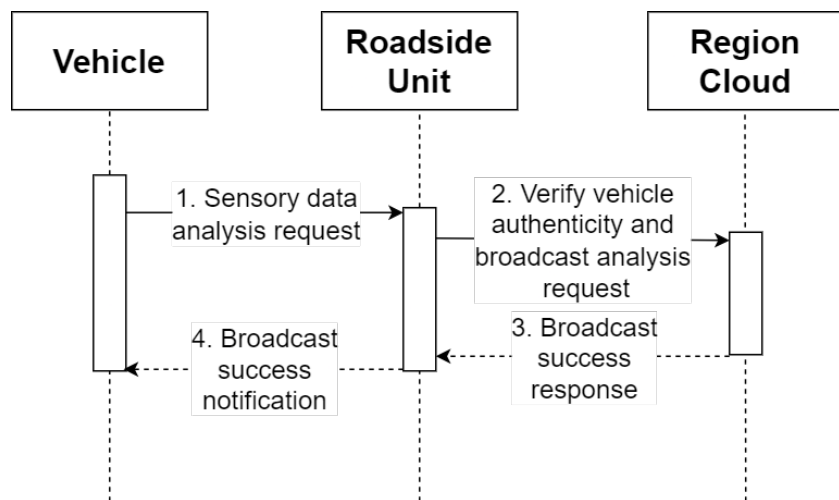 Vehicle
Roadside
Unit
Region
Cloud
1. Sensory data
analysis request
2. Verify vehicle
authenticity and
broadcast analysis
request
3. Broadcast
success
response
4. Broadcast
success
notification